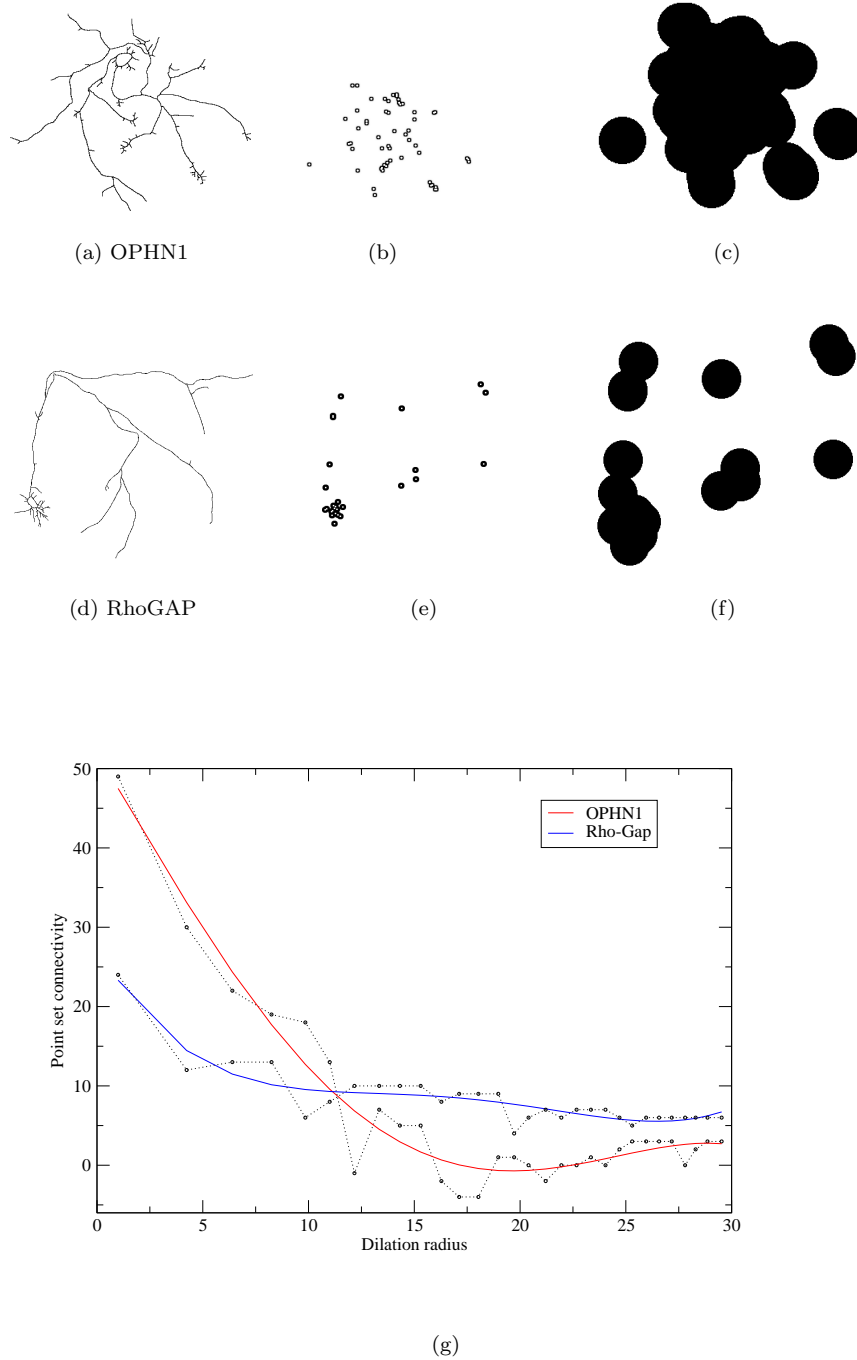 (a) OPHN1
(b)
(c)
(d) RhoGAP
(e)
(f)
50
40
30
20
10
0
Point set connectivity
OPHN1
Rho-Gap
0 5 10 15 20 25 30
Dilation radius
(g)